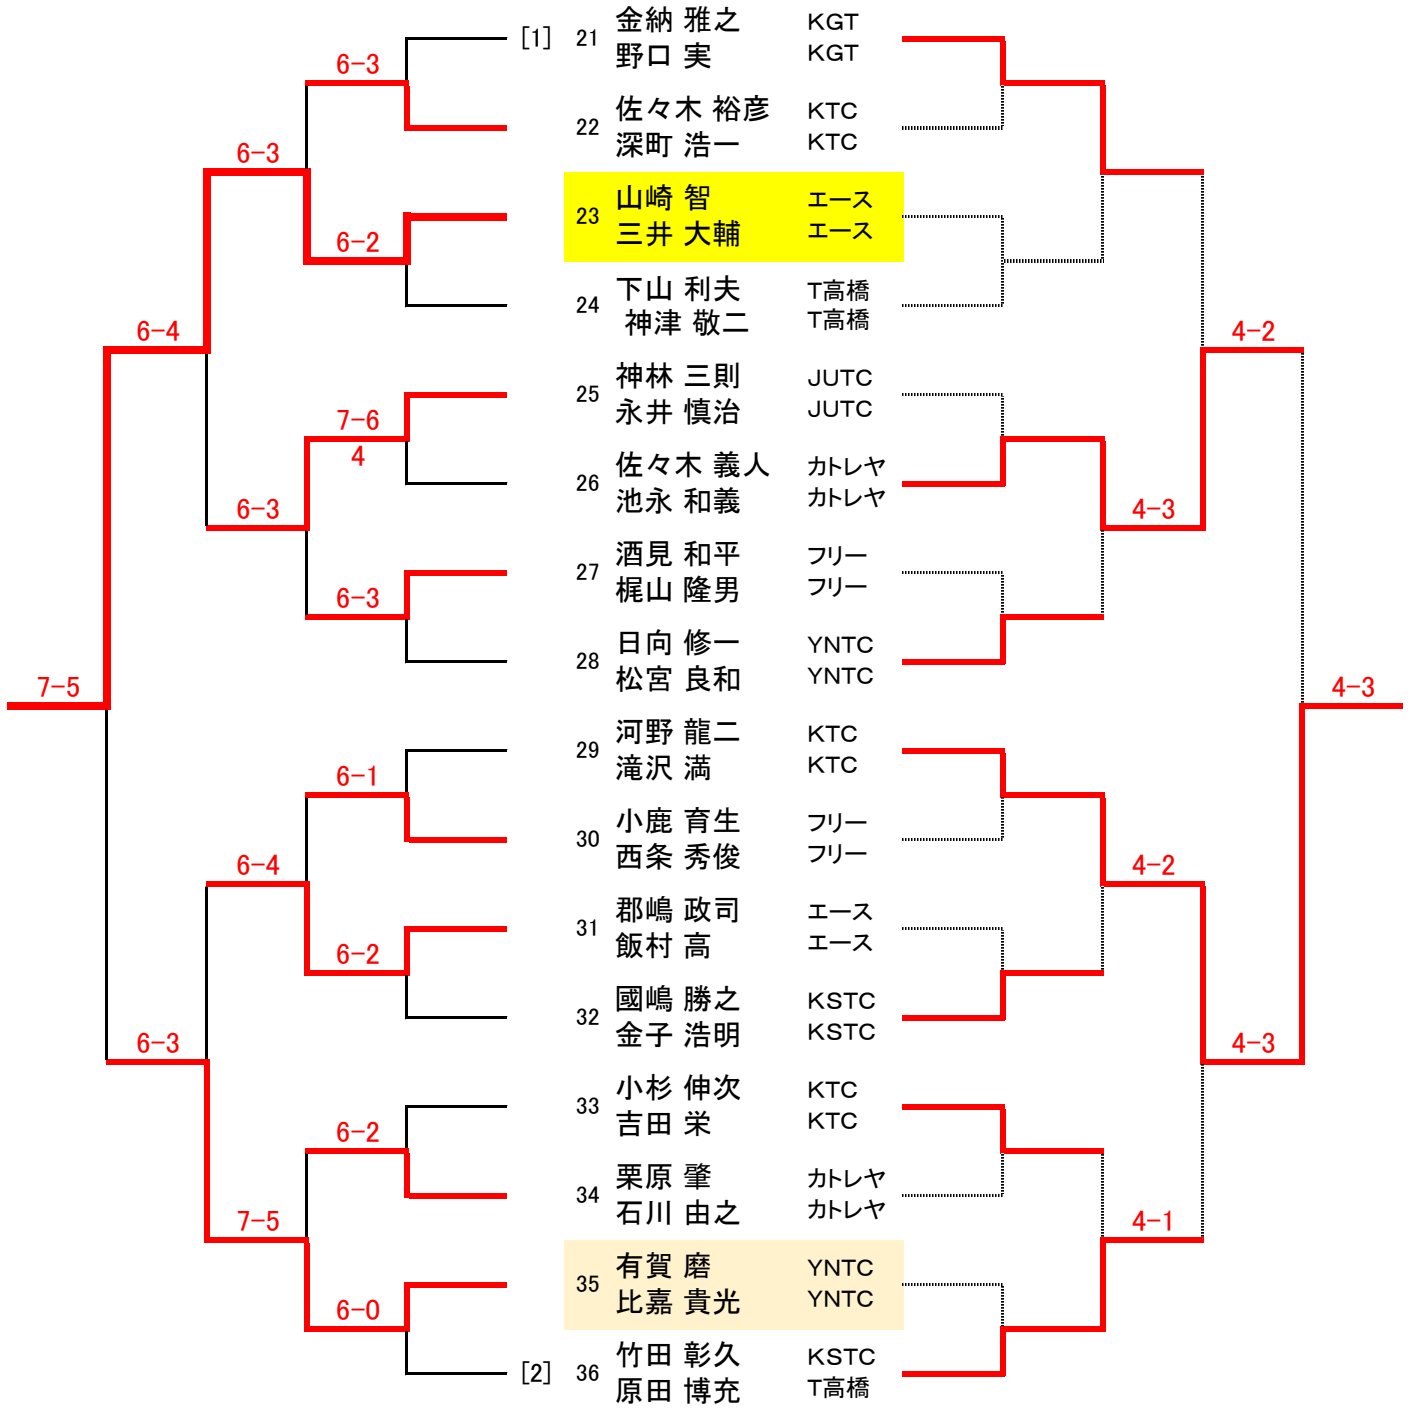 [1] 21 金納 雅之 KGT
野口 実 KGT
6-3
22 佐々木 裕彦 KTC
深町 浩一 KTC
6-3
23 山崎 智 エース
三井 大輔 エース
6-2
24 下山 利夫 T高橋
神津 敬二 T高橋
6-4 4-2
25 神林 三則 JUTC
永井 慎治 JUTC
7-6
4
26 佐々木 義人 カトレヤ
池永 和義 カトレヤ
6-3 4-3
27 酒見 和平 フリー
梶山 隆男 フリー
6-3
28 日向 修一 YNTC
松宮 良和 YNTC
7-5 4-3
29 河野 龍二 KTC
滝沢 満 KTC
6-1
30 小鹿 育生 フリー
西条 秀俊 フリー
6-4 4-2
31 郡嶋 政司 エース
飯村 高 エース
6-2
32 國嶋 勝之 KSTC
金子 浩明 KSTC
6-3 4-3
33 小杉 伸次 KTC
吉田 栄 KTC
6-2
34 栗原 肇 カトレヤ
石川 由之 カトレヤ
7-5 4-1
35 有賀 磨 YNTC
比嘉 貴光 YNTC
6-0
[2] 36 竹田 彰久 KSTC
原田 博充 T高橋